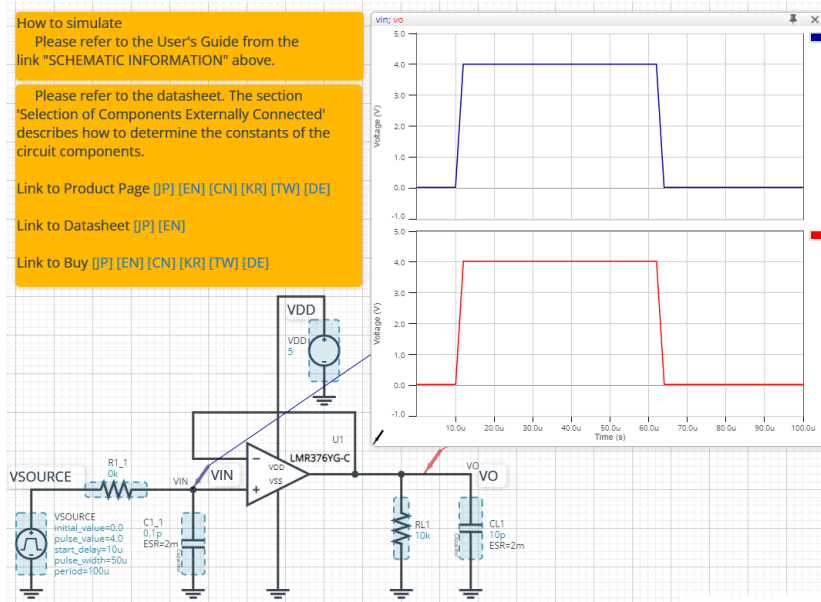 How to simulate
Please refer to the User's Guide from the
link "SCHEMATIC INFORMATION" above.
Please refer to the datasheet. The section
'Selection of Components Externally Connected'
describes how to determine the constants of the
circuit components.
Link to Product Page [JP] [EN] [CN] [KR] [TW] [DE]
Link to Datasheet [JP] [EN]
Link to Buy [JP] [EN] [CN] [KR] [TW] [DE]
vin; vo
5.0
4.0
3.0
2.0
1.0
0.0
-1.0
Voltage (V)
5.0
4.0
3.0
2.0
1.0
0.0
-1.0
Voltage (V)
10.0u 20.0u 30.0u 40.0u 50.0u 60.0u 70.0u 80.0u 90.0u 100.0u
Time (s)
VDD
VDD
5
U1
LMR376YG-C
VDD
VSS
R1_1
0k
VSOURCE
VIN
VIN
VO
VO
VSOURCE
initial_value=0.0
pulse_value=4.0
start_delay=10u
pulse_width=50u
period=100u
C1_1
0.1p
ESR=2m
RL1
10k
CL1
10p
ESR=2m